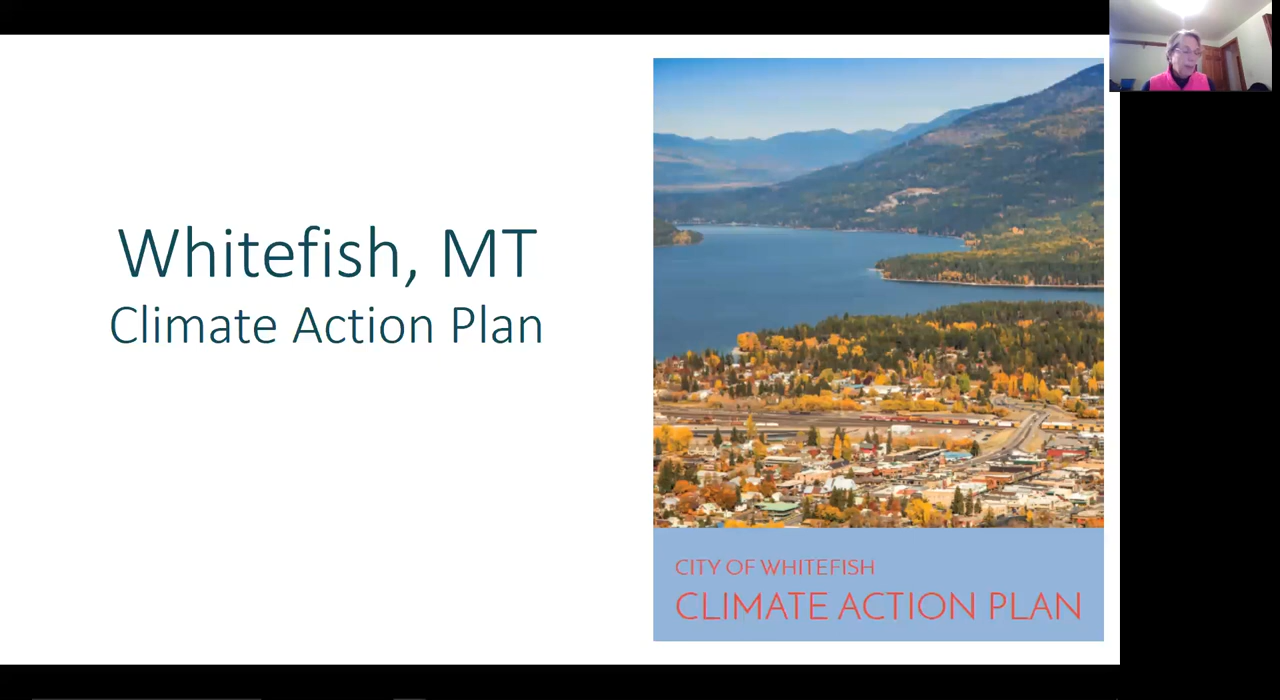 Whitefish, MT
Climate Action Plan
CITY OF WHITEFISH
CLIMATE ACTION PLAN